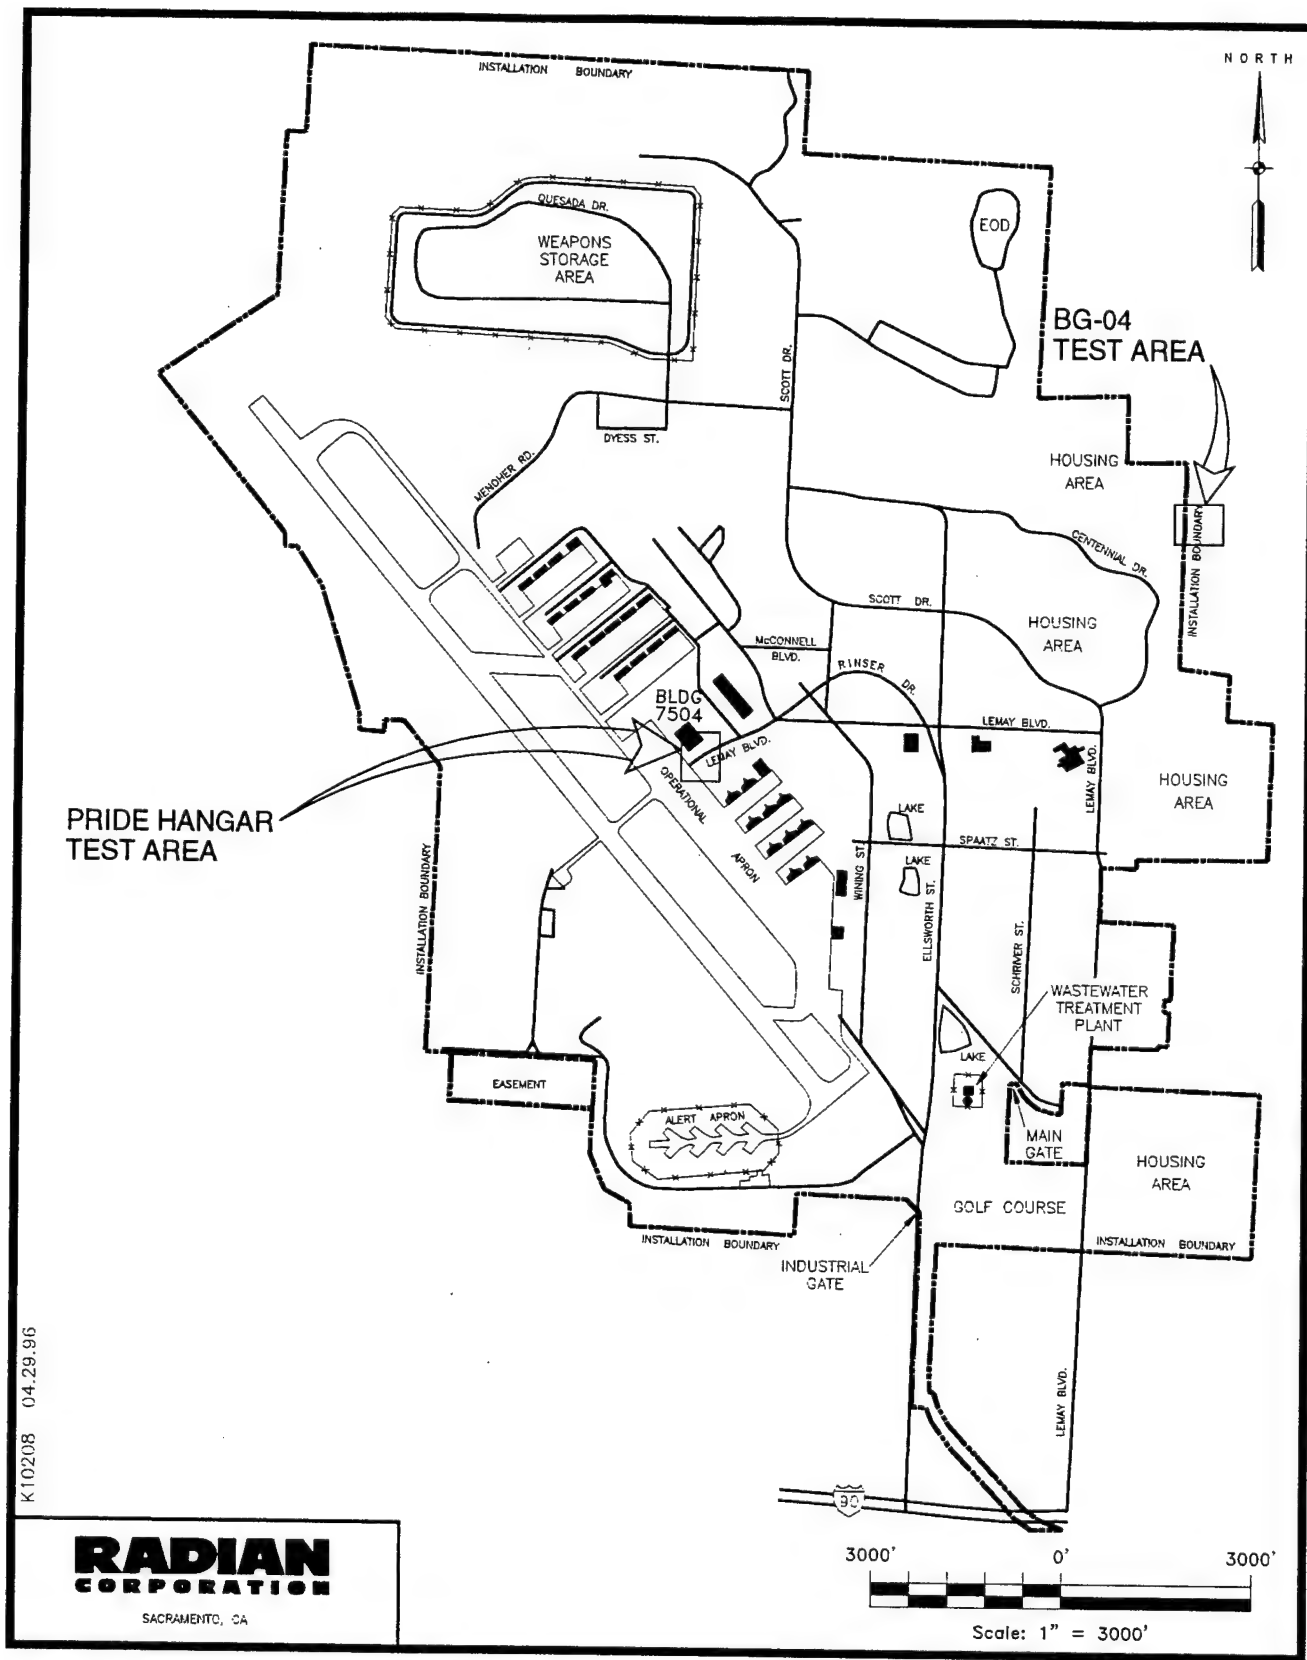 NORTH
INSTALLATION BOUNDARY
QUESADA DR.
WEAPONS
STORAGE
AREA
EOD
BG-04
TEST AREA
SCOTT DR.
DYESS ST.
MENOHER RD.
HOUSING
AREA
INSTALLATION BOUNDARY
CENTENNIAL DR.
SCOTT DR.
HOUSING
AREA
McCONNELL
BLVD.
RINSER DR.
BLDG
7504
LEMAY BLVD.
LEMAY BLVD.
LEMAY BLVD.
HOUSING
AREA
OPERATIONAL APRON
PRIDE HANGAR
TEST AREA
LAKE
SPAATZ ST.
LAKE
WINING ST.
ELLSWORTH ST.
SCHRIVER ST.
INSTALLATION BOUNDARY
WASTEWATER
TREATMENT
PLANT
LAKE
EASEMENT
ALERT APRON
MAIN
GATE
HOUSING
AREA
GOLF COURSE
INSTALLATION BOUNDARY
INSTALLATION BOUNDARY
INDUSTRIAL
GATE
LEMAY BLVD.
90
K10208 04.29.96
RADIAN
CORPORATION
SACRAMENTO, CA
3000' 0' 3000'
Scale: 1" = 3000'